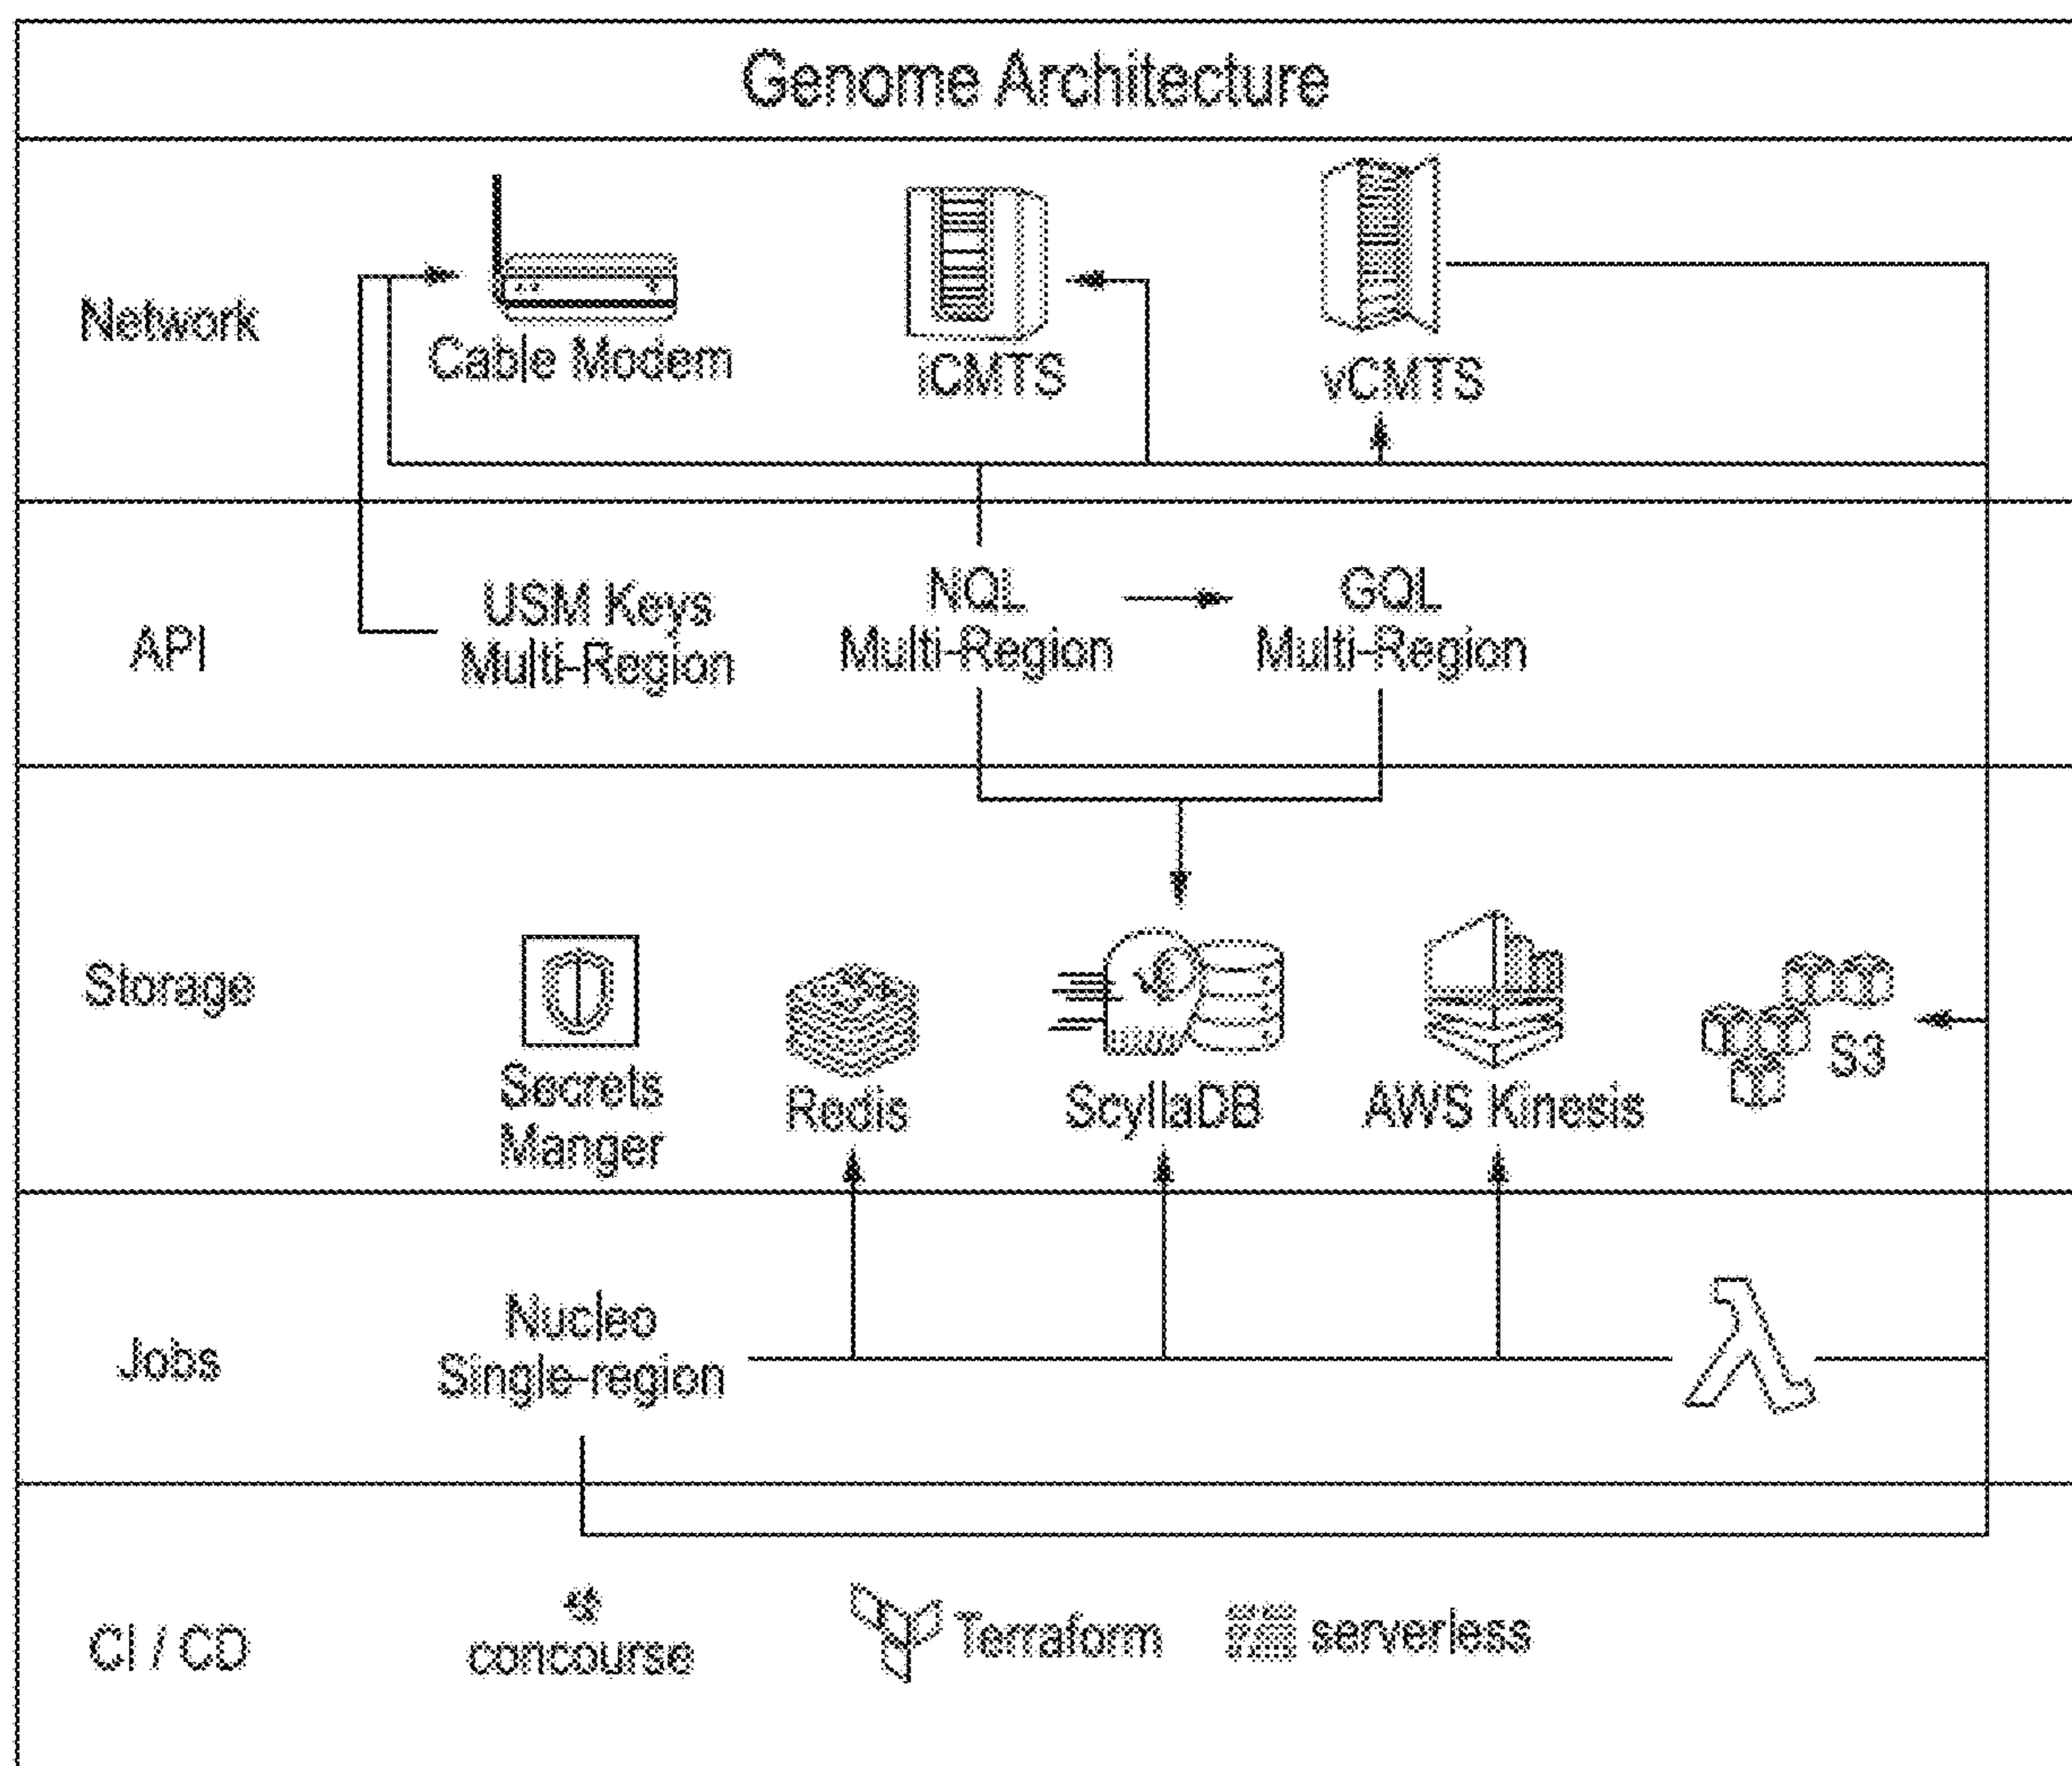 Genome Architecture
Network
Cable Modem
iCMTS
vCMTS
API
USM Keys
Multi-Region
NQL
Multi-Region
GQL
Multi-Region
Storage
Secrets
Manger
Redis
ScyllaDB
AWS Kinesis
S3
Jobs
Nucleo
Single-region
CI / CD
concourse
Terraform
serverless